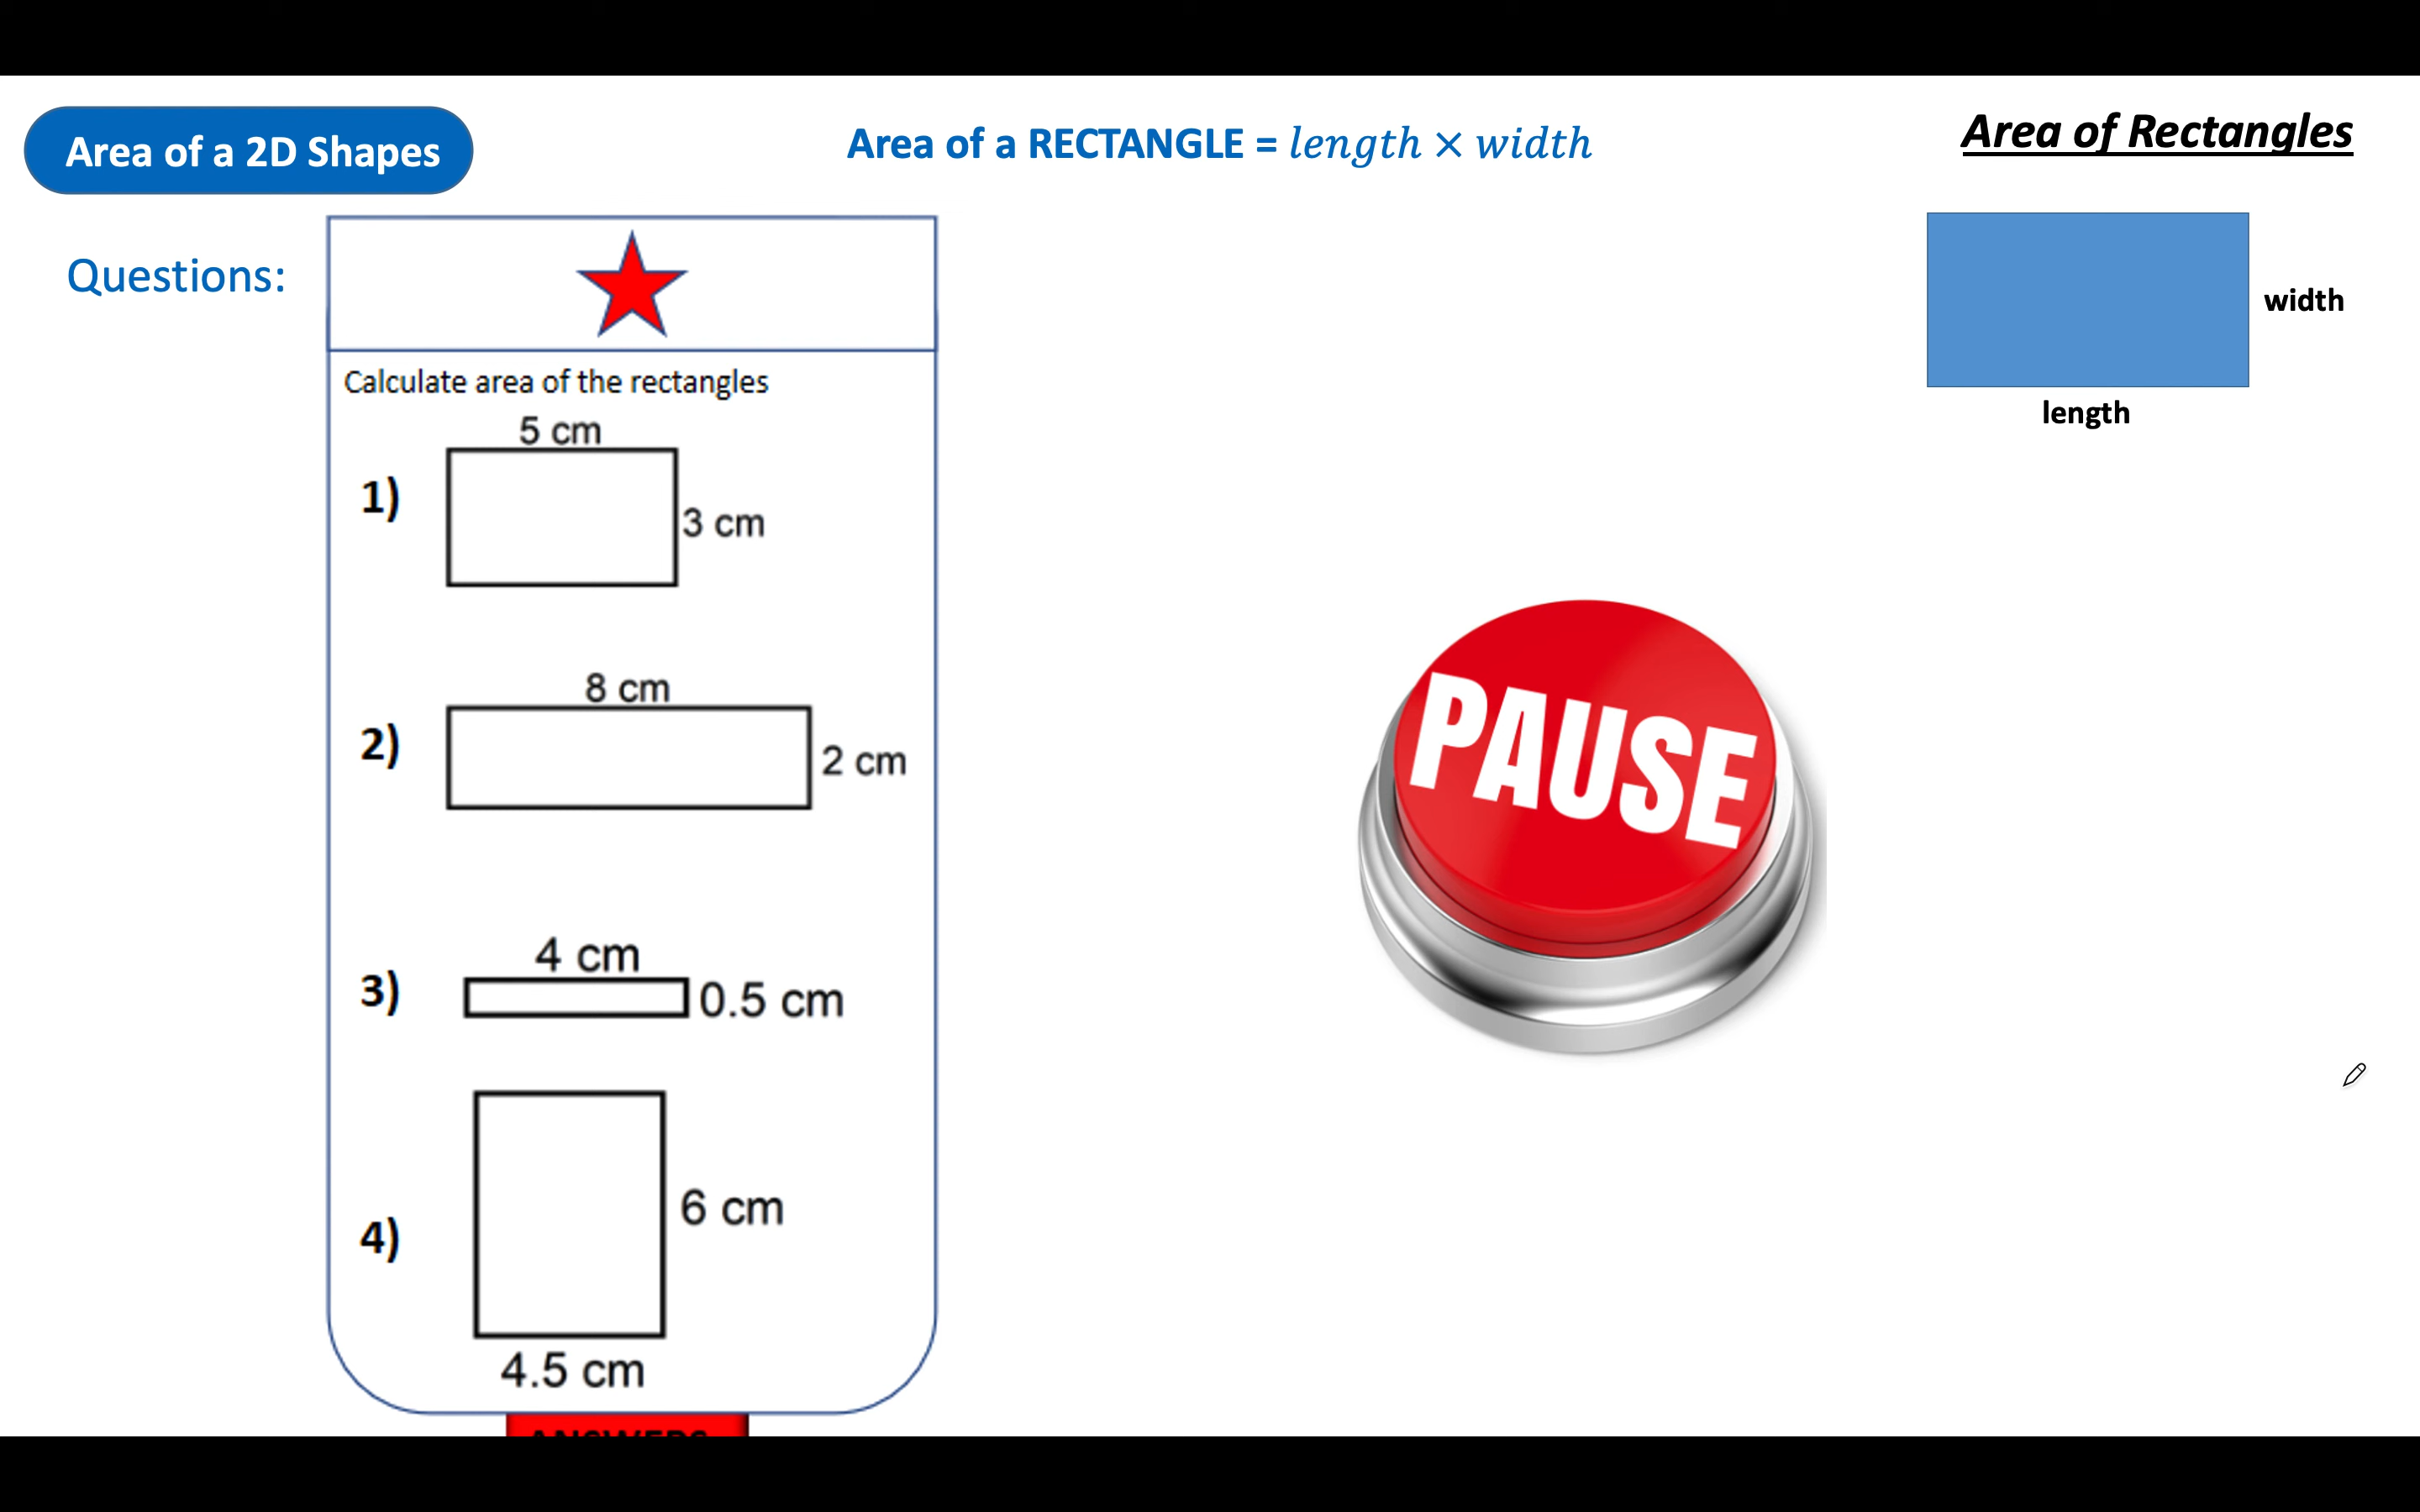 Area of a 2D Shapes
Area of a RECTANGLE = length × width
Area of Rectangles
Questions:
width
length
Calculate area of the rectangles
5 cm
1)
3 cm
8 cm
2)
2 cm
4 cm
3)
0.5 cm
6 cm
4)
4.5 cm
PAUSE
ANSWERS